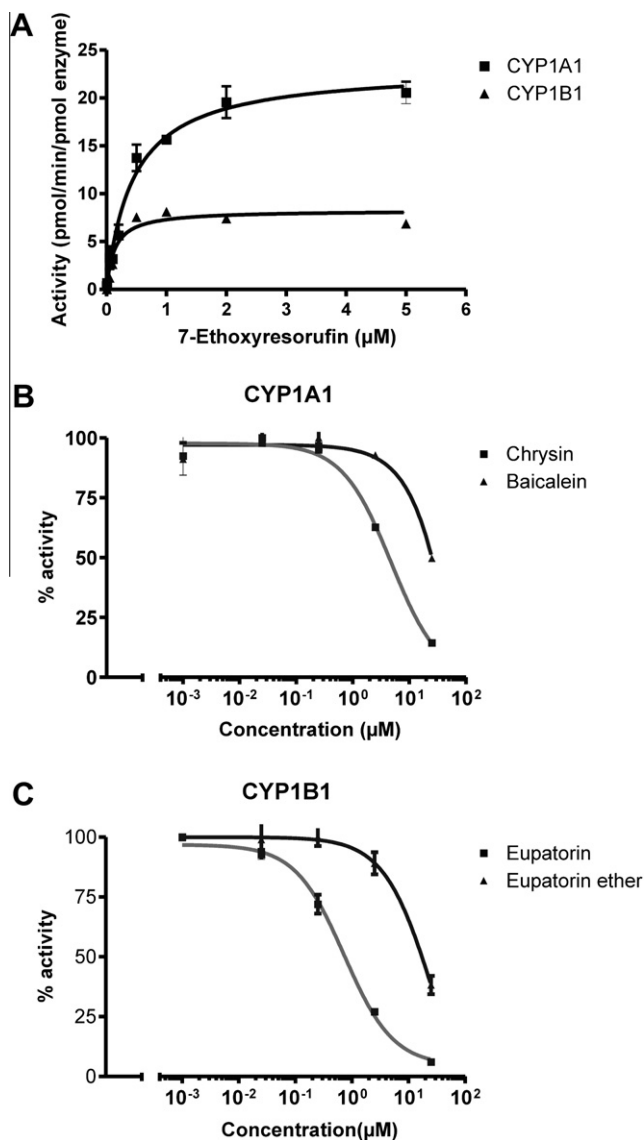 A
Activity (pmol/min/pmol enzyme)
25
20
15
10
5
0
0 1 2 3 4 5 6
7-Ethoxyresorufin (µM)
CYP1A1
CYP1B1
B
CYP1A1
% activity
100
75
50
25
0
10⁻³ 10⁻² 10⁻¹ 10⁰ 10¹ 10²
Concentration (µM)
Chrysin
Baicalein
C
CYP1B1
% activity
100
75
50
25
0
10⁻³ 10⁻² 10⁻¹ 10⁰ 10¹ 10²
Concentration(µM)
Eupatorin
Eupatorin ether